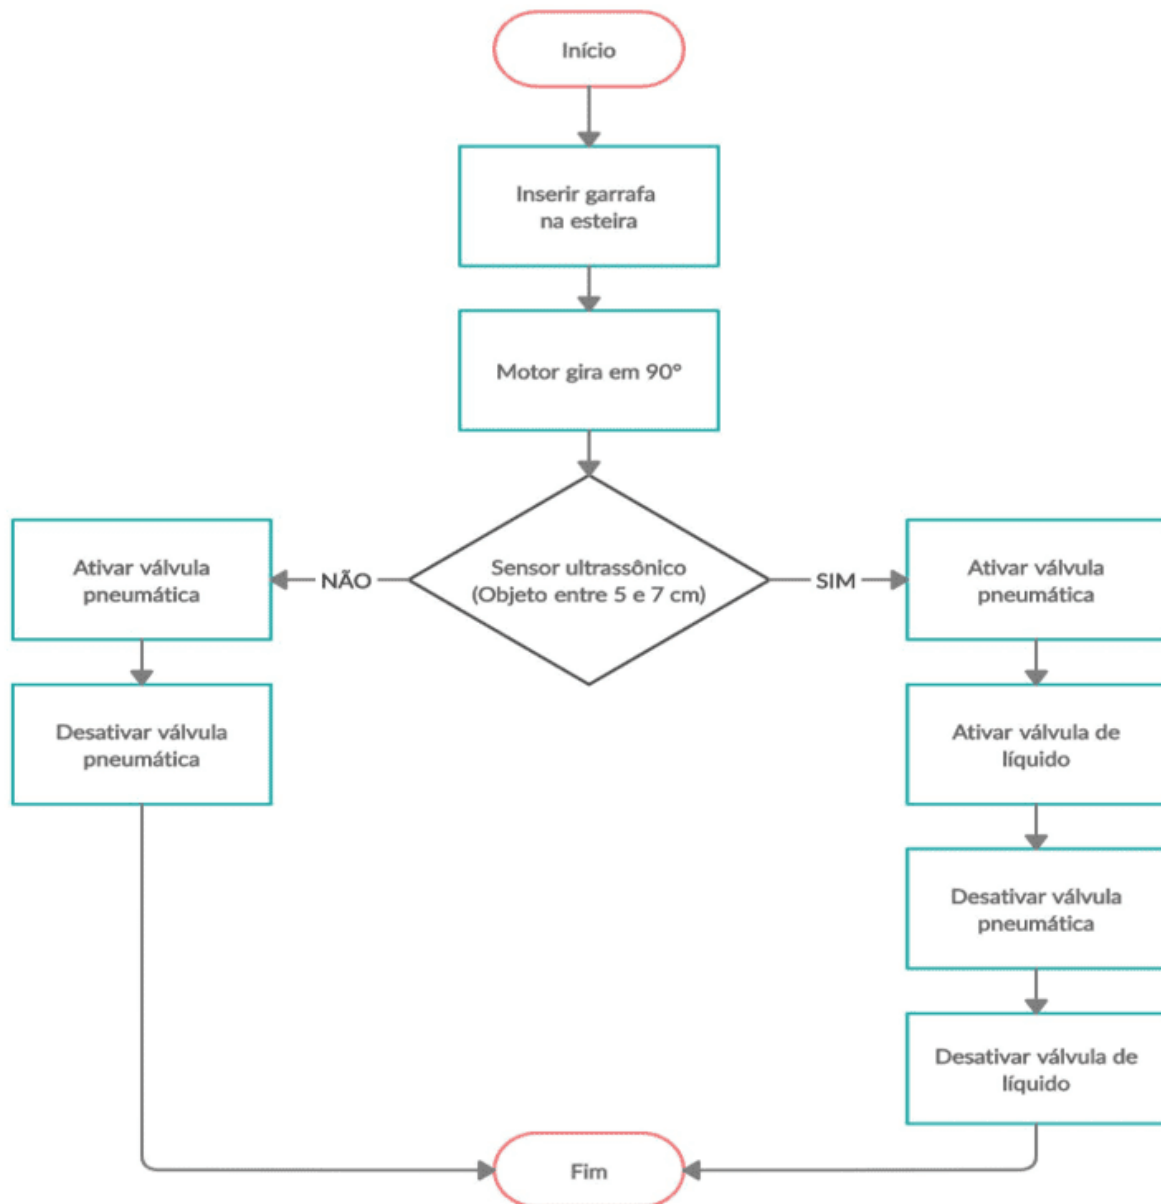 Início
Inserir garrafa
na esteira
Motor gira em 90°
Sensor ultrassônico
(Objeto entre 5 e 7 cm)
NÃO
Ativar válvula
pneumática
Desativar válvula
pneumática
SIM
Ativar válvula
pneumática
Ativar válvula de
líquido
Desativar válvula
pneumática
Desativar válvula de
líquido
Fim